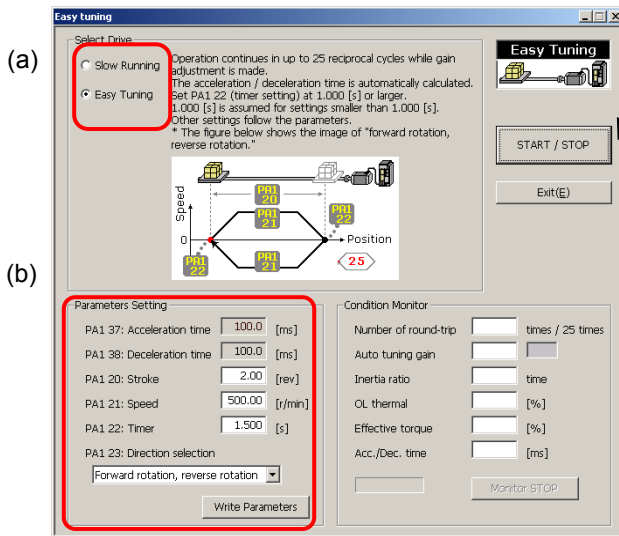 Easy tuning
(a)
Select Drive
Slow Running
Easy Tuning
Operation continues in up to 25 reciprocal cycles while gain
adjustment is made.
The acceleration / deceleration time is automatically calculated.
Set PA1 22 (timer setting) at 1.000 [s] or larger.
1.000 [s] is assumed for settings smaller than 1.000 [s].
Other settings follow the parameters.
* The figure below shows the image of "forward rotation,
reverse rotation."
Speed
0
Position
PA1
20
PA1
21
PA1
22
PA1
22
PA1
21
25
Easy Tuning
START / STOP
Exit(E)
(b)
Parameters Setting
PA1 37: Acceleration time 100.0 [ms]
PA1 38: Deceleration time 100.0 [ms]
PA1 20: Stroke 2.00 [rev]
PA1 21: Speed 500.00 [r/min]
PA1 22: Timer 1.500 [s]
PA1 23: Direction selection
Forward rotation, reverse rotation
Write Parameters
Condition Monitor
Number of round-trip times / 25 times
Auto tuning gain
Inertia ratio time
OL thermal [%]
Effective torque [%]
Acc./Dec. time [ms]
Monitor STOP